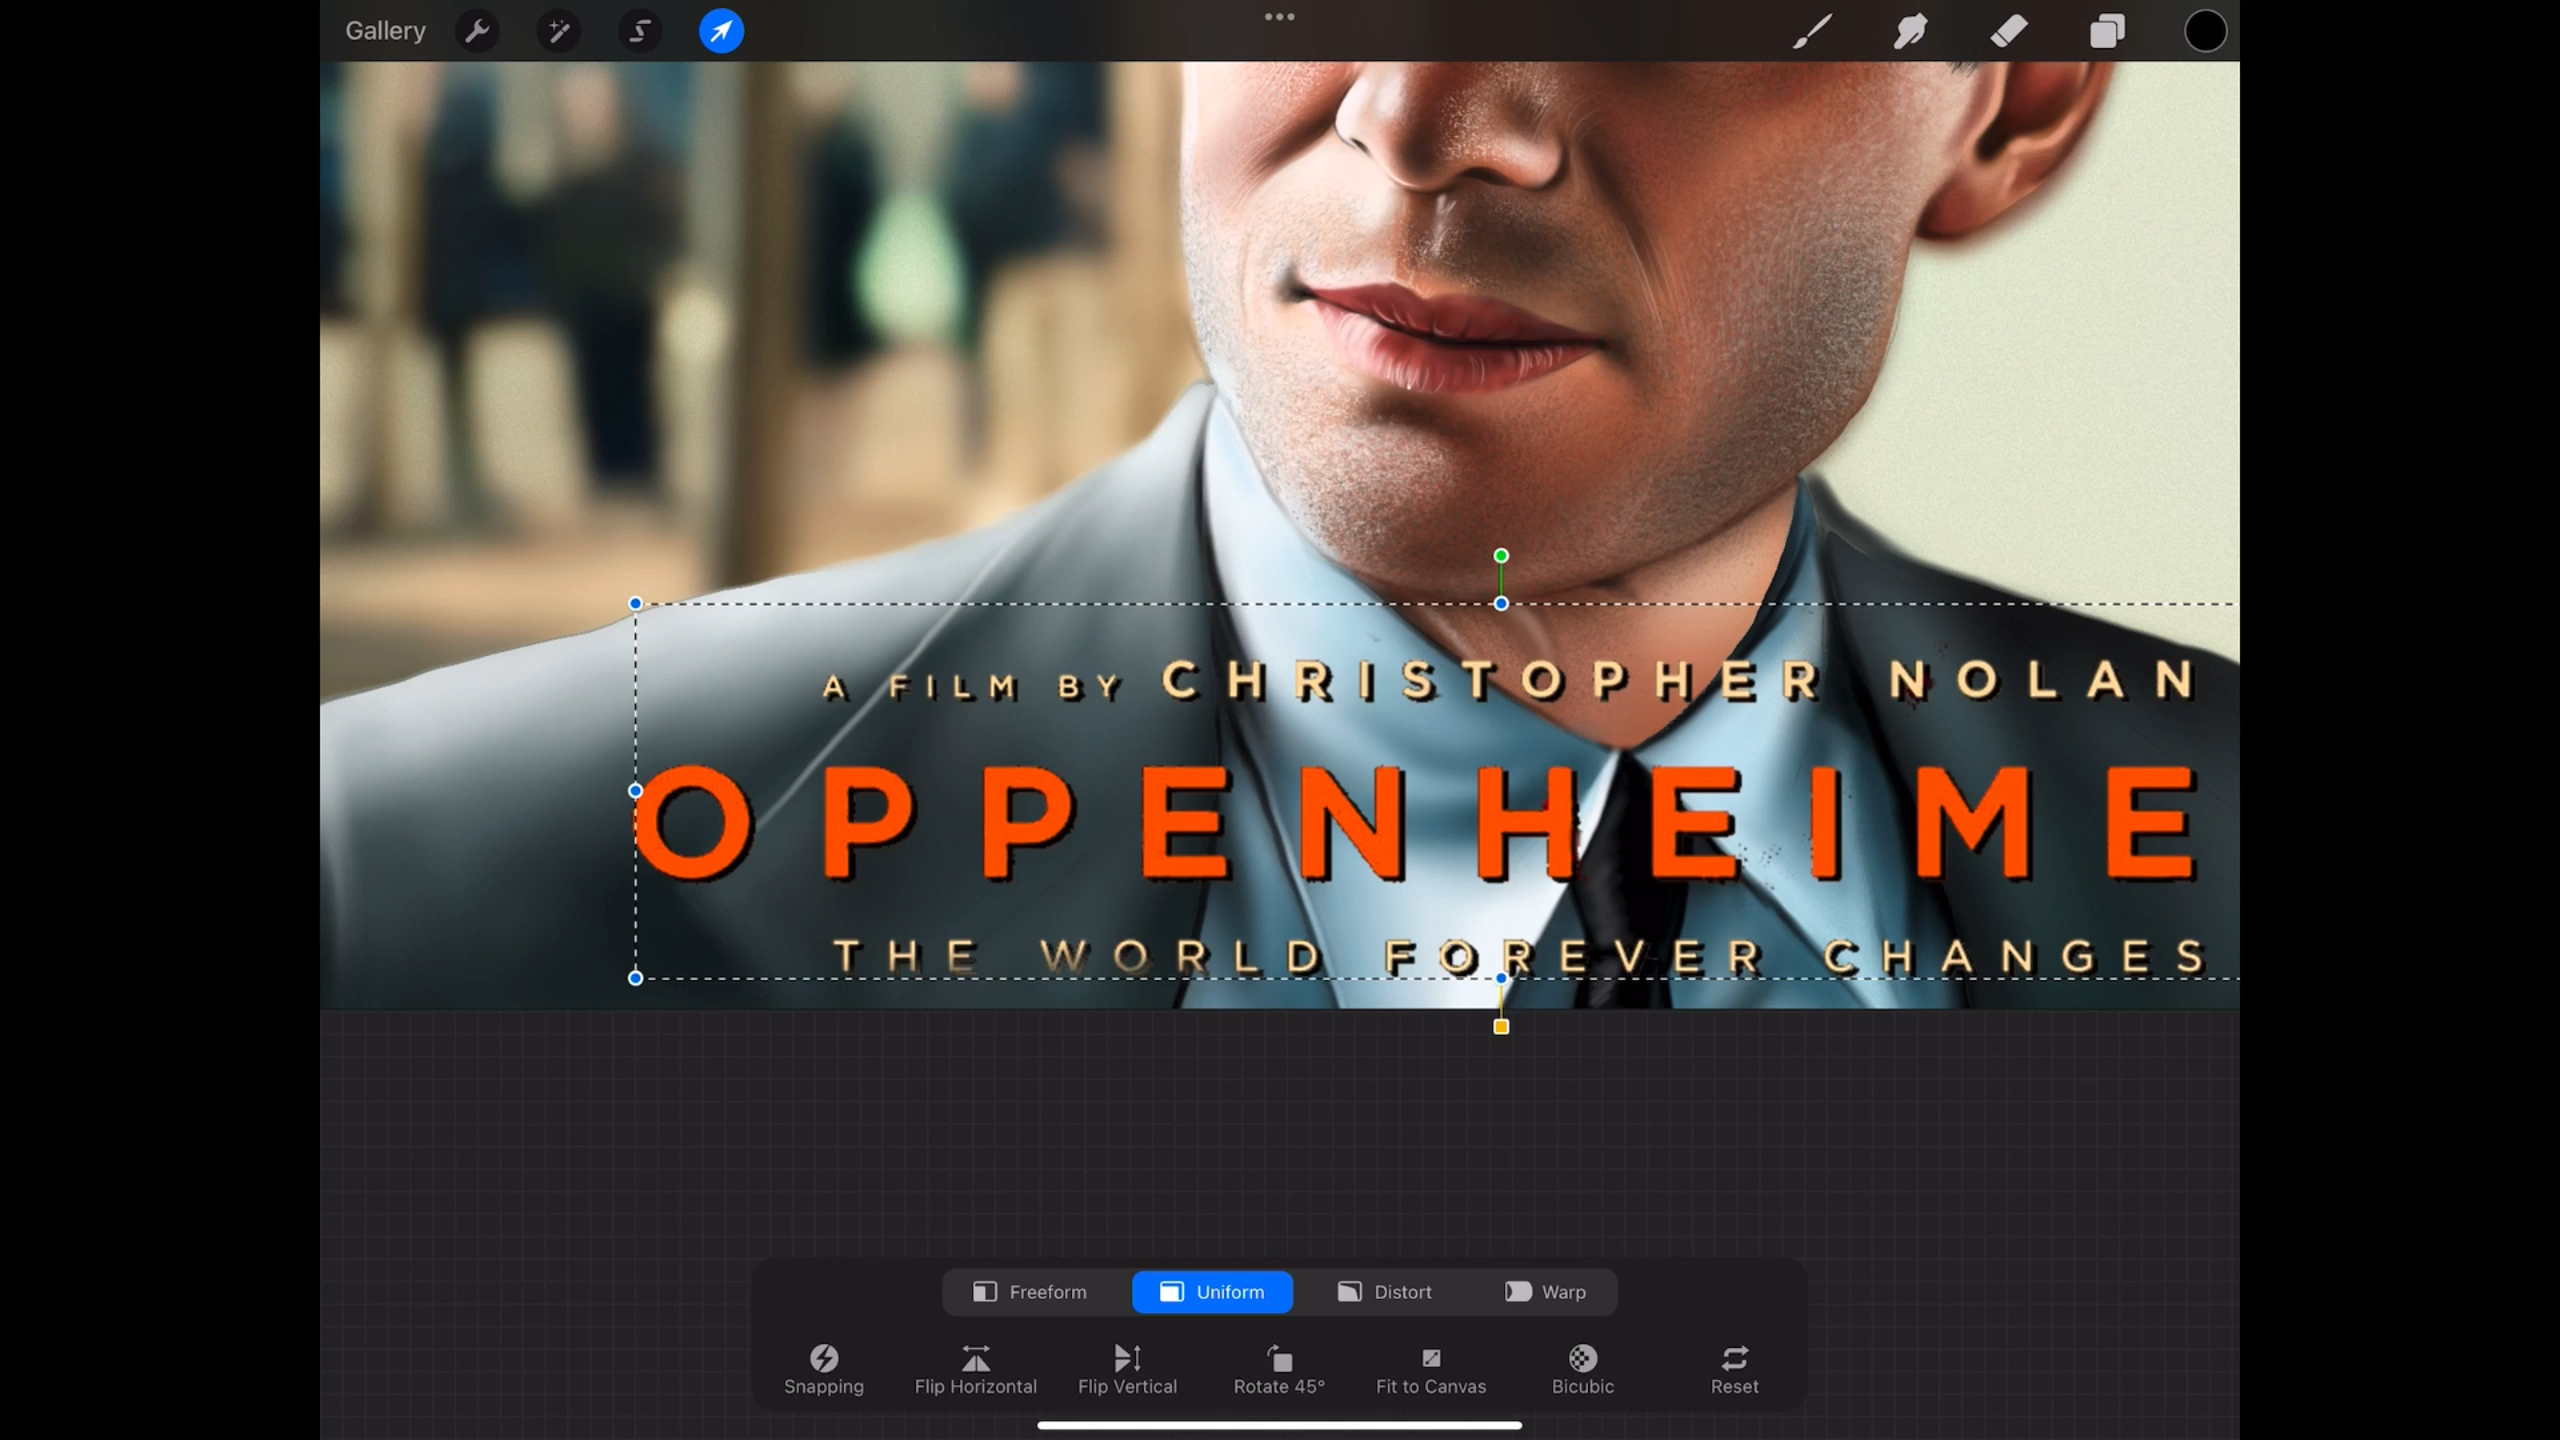 Gallery
A FILM BY CHRISTOPHER NOLAN
OPPENHEIME
THE WORLD FOREVER CHANGES
Freeform Uniform Distort Warp
Snapping Flip Horizontal Flip Vertical Rotate 45° Fit to Canvas Bicubic Reset